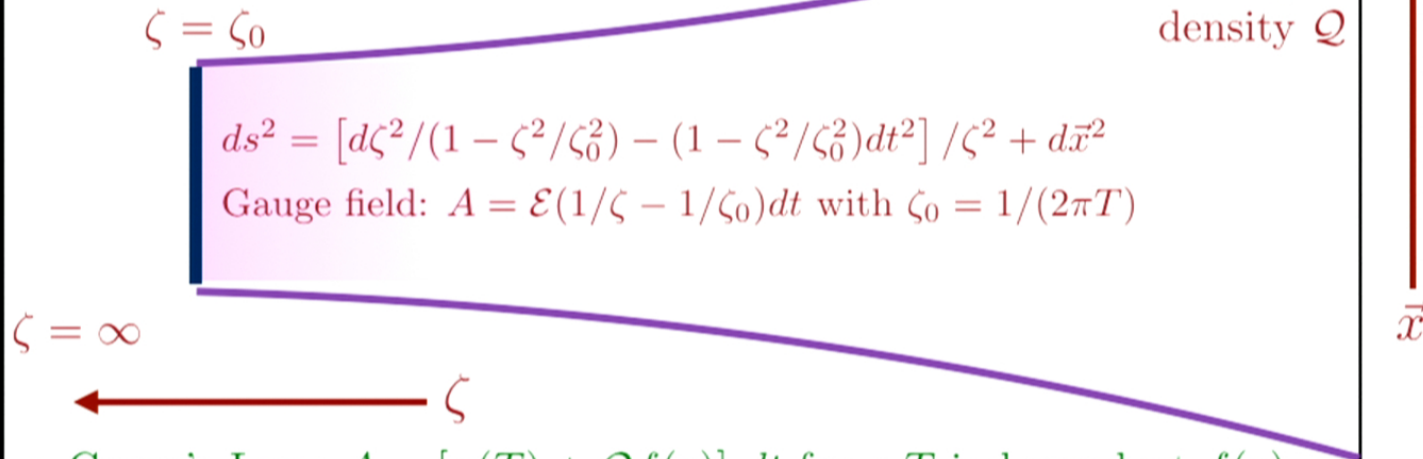 ζ = ζ₀
density 𝒬
ds² = [dζ²/(1 − ζ²/ζ₀²) − (1 − ζ²/ζ₀²)dt²] /ζ² + dx⃗²
Gauge field: A = ℰ(1/ζ − 1/ζ₀)dt with ζ₀ = 1/(2πT)
x⃗
ζ = ∞
ζ